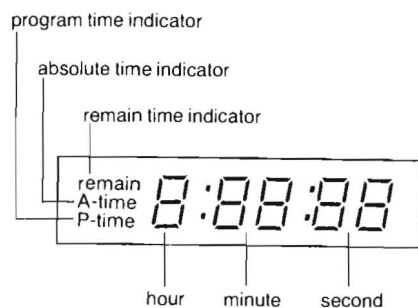 program time indicator
absolute time indicator
remain time indicator
remain
A-time
P-time
8:88:88
hour minute second